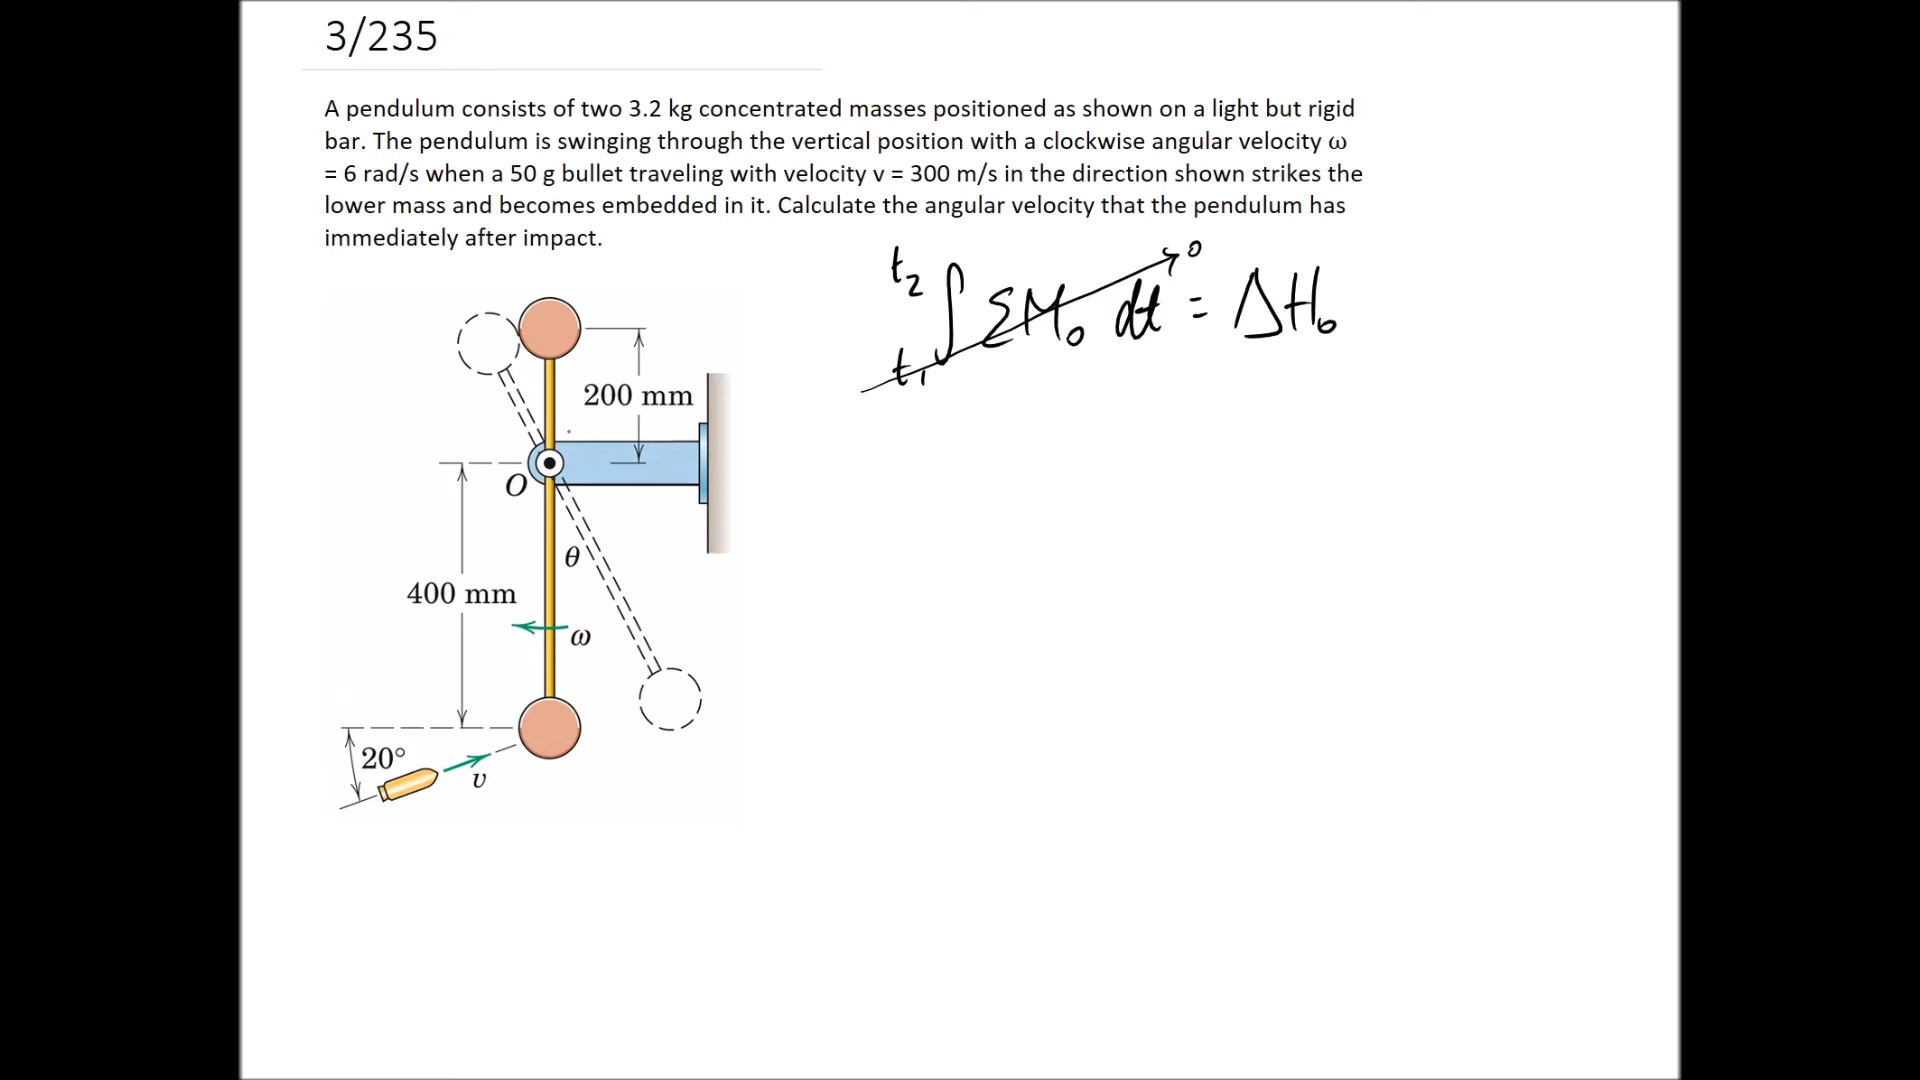 3/235
A pendulum consists of two 3.2 kg concentrated masses positioned as shown on a light but rigid
bar. The pendulum is swinging through the vertical position with a clockwise angular velocity ω
= 6 rad/s when a 50 g bullet traveling with velocity v = 300 m/s in the direction shown strikes the
lower mass and becomes embedded in it. Calculate the angular velocity that the pendulum has
immediately after impact.
t₂ 0
∫ ΣM₀ dt = ΔH₀
t₁
200 mm
O
θ
400 mm
ω
20°
v